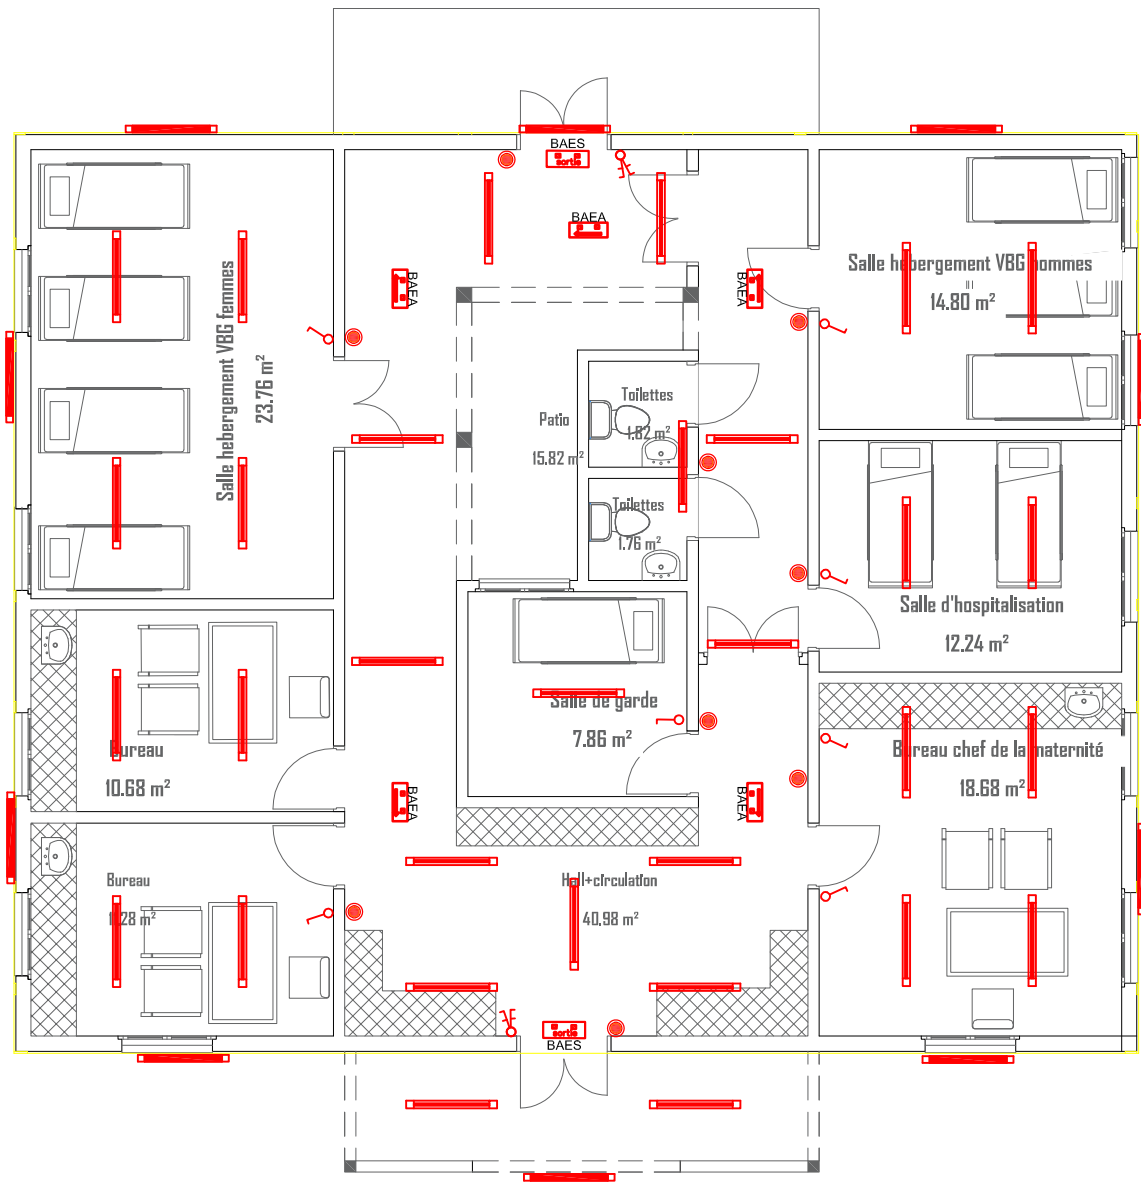 BAES
sortie
BAEA
Salle hebergement VBG hommes
14.80 m²
BAEA
BAEA
Salle hebergement VBG femmes
23.76 m²
Toilettes
1.82 m²
Patio
15.82 m²
Toilettes
1.76 m²
Salle d'hospitalisation
12.24 m²
Salle de garde
7.86 m²
Bureau
10.68 m²
Bureau chef de la maternité
18.68 m²
BAEA
BAEA
Bureau
28 m²
Hall+circulation
40.98 m²
sortie
BAES